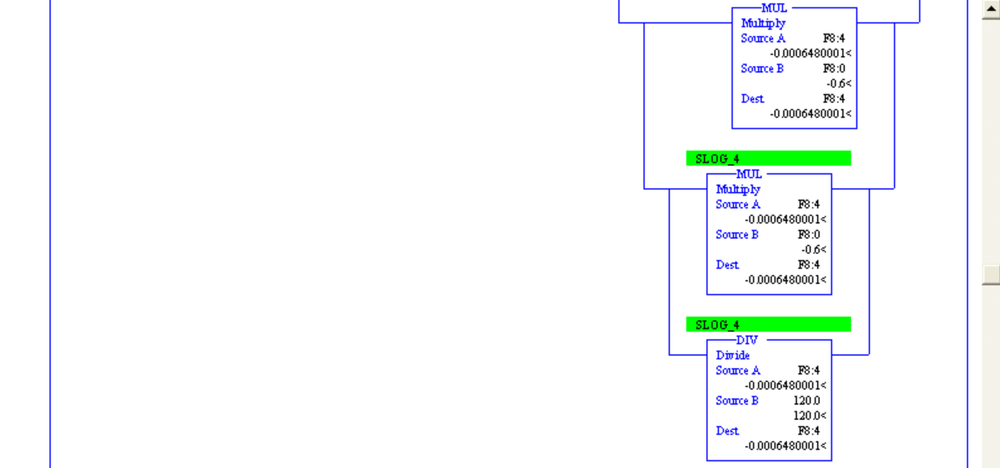 MUL
Multiply
Source A F8:4
-0.0006480001<
Source B F8:0
-0.6<
Dest F8:4
-0.0006480001<
SLOG_4
MUL
Multiply
Source A F8:4
-0.0006480001<
Source B F8:0
-0.6<
Dest F8:4
-0.0006480001<
SLOG_4
DIV
Divide
Source A F8:4
-0.0006480001<
Source B 120.0
120.0<
Dest F8:4
-0.0006480001<